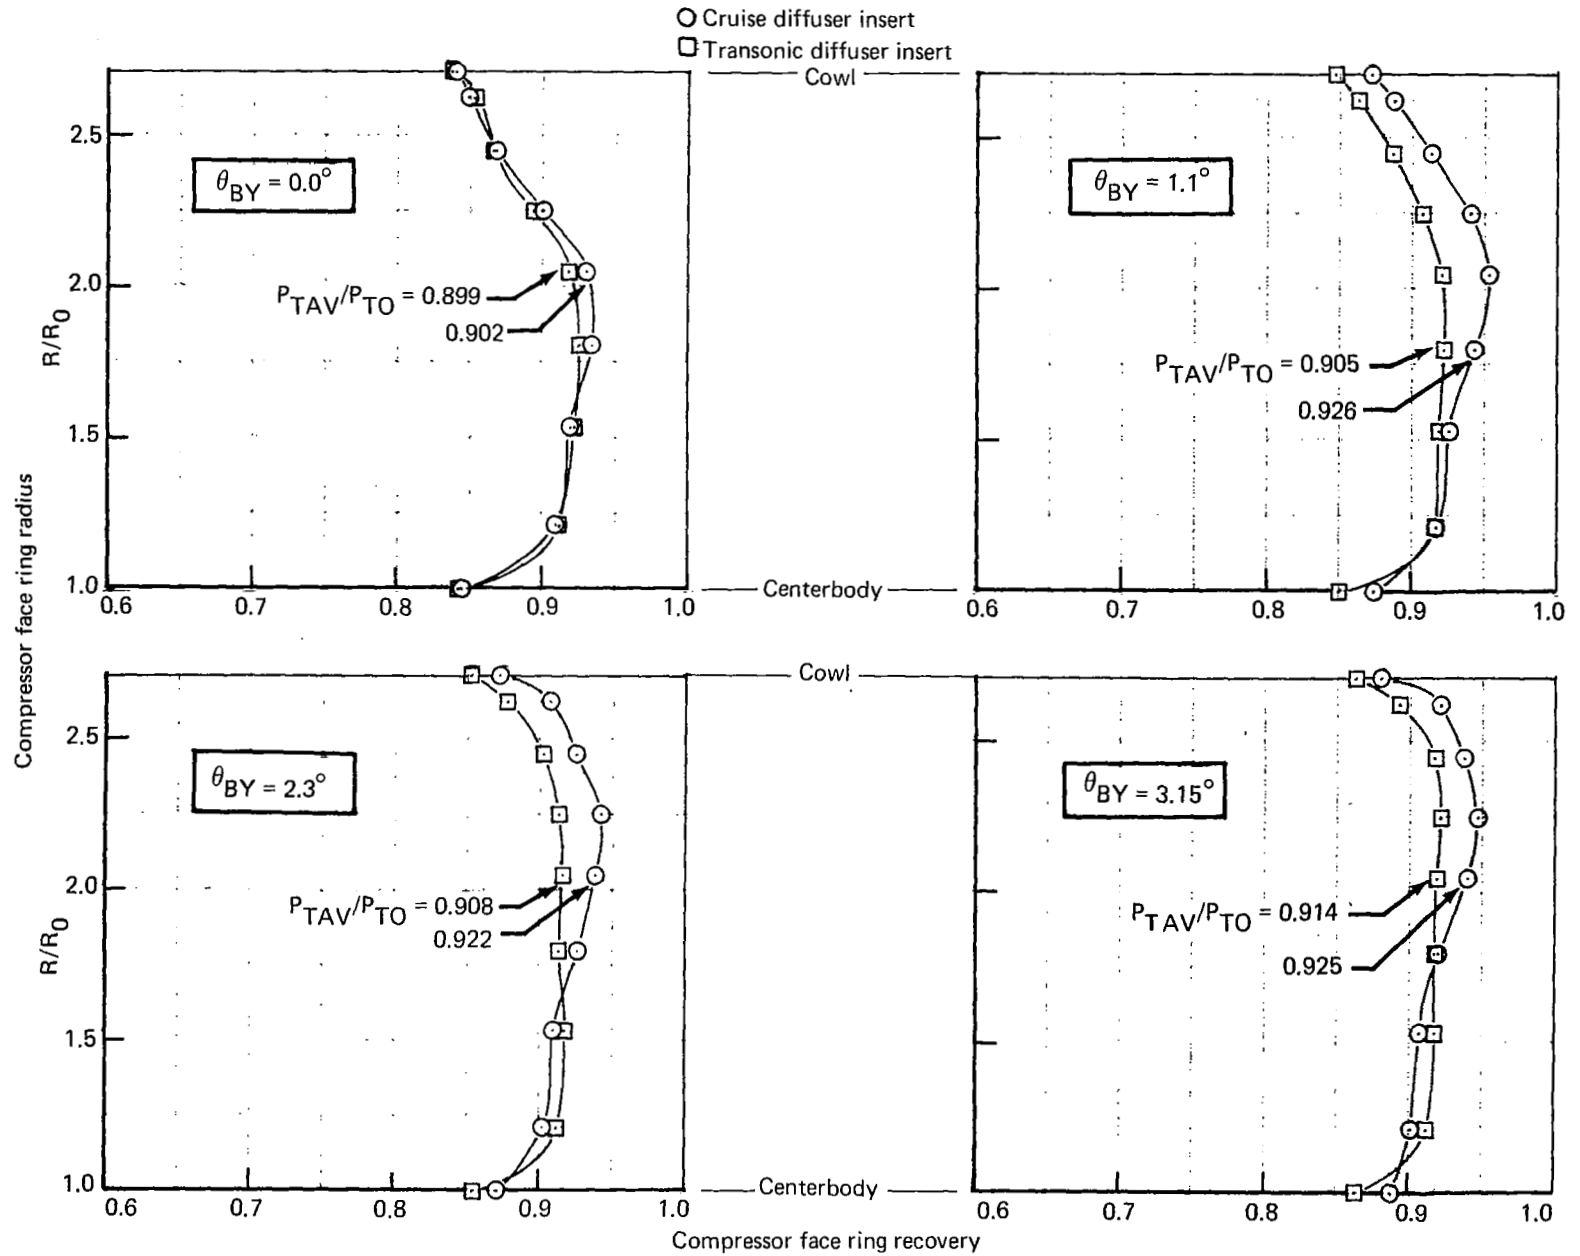 Cruise diffuser insert
Transonic diffuser insert
Cowl
2.5
θBY = 0.0°
θBY = 1.1°
2.0
PTAV/PTO = 0.899
0.902
R/R0
PTAV/PTO = 0.905
0.926
1.5
1.0
Centerbody
0.6 0.7 0.8 0.9 1.0
0.6 0.7 0.8 0.9 1.0
Compressor face ring radius
Cowl
2.5
θBY = 2.3°
θBY = 3.15°
2.0
PTAV/PTO = 0.908
0.922
R/R0
PTAV/PTO = 0.914
0.925
1.5
1.0
Centerbody
0.6 0.7 0.8 0.9 1.0
0.6 0.7 0.8 0.9 1.0
Compressor face ring recovery